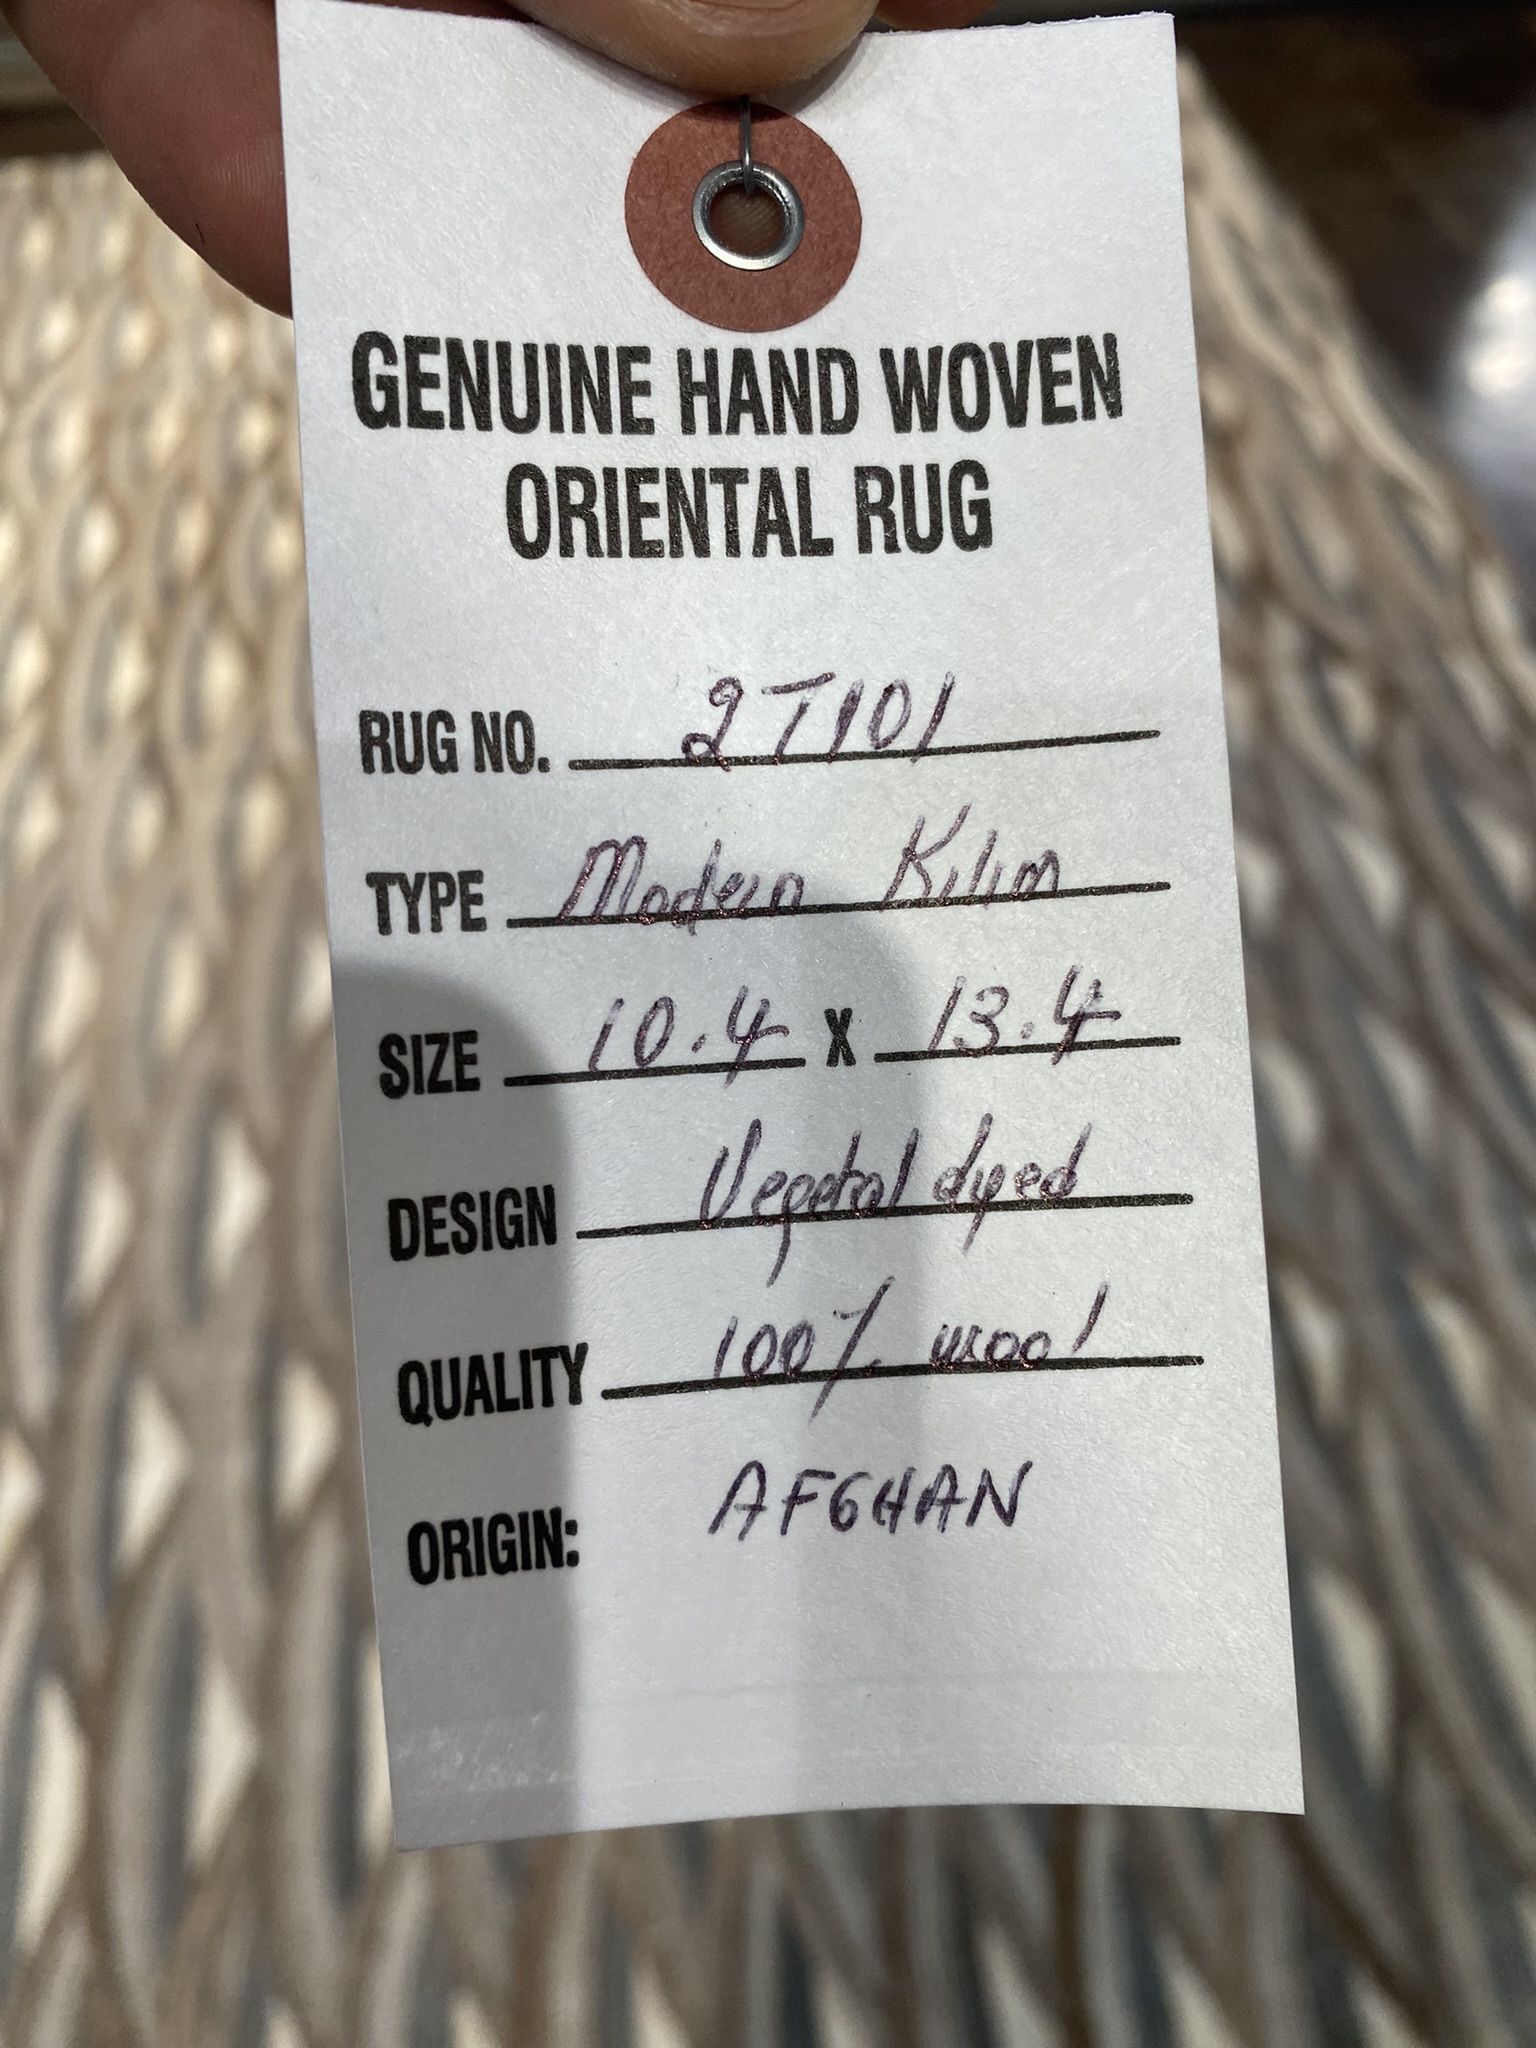 GENUINE HAND WOVEN
ORIENTAL RUG
RUG NO. 27101
TYPE Modern Kilim
SIZE 10.4 X 13.4
DESIGN Vegetal dyed
QUALITY 100% wool
ORIGIN: AFGHAN